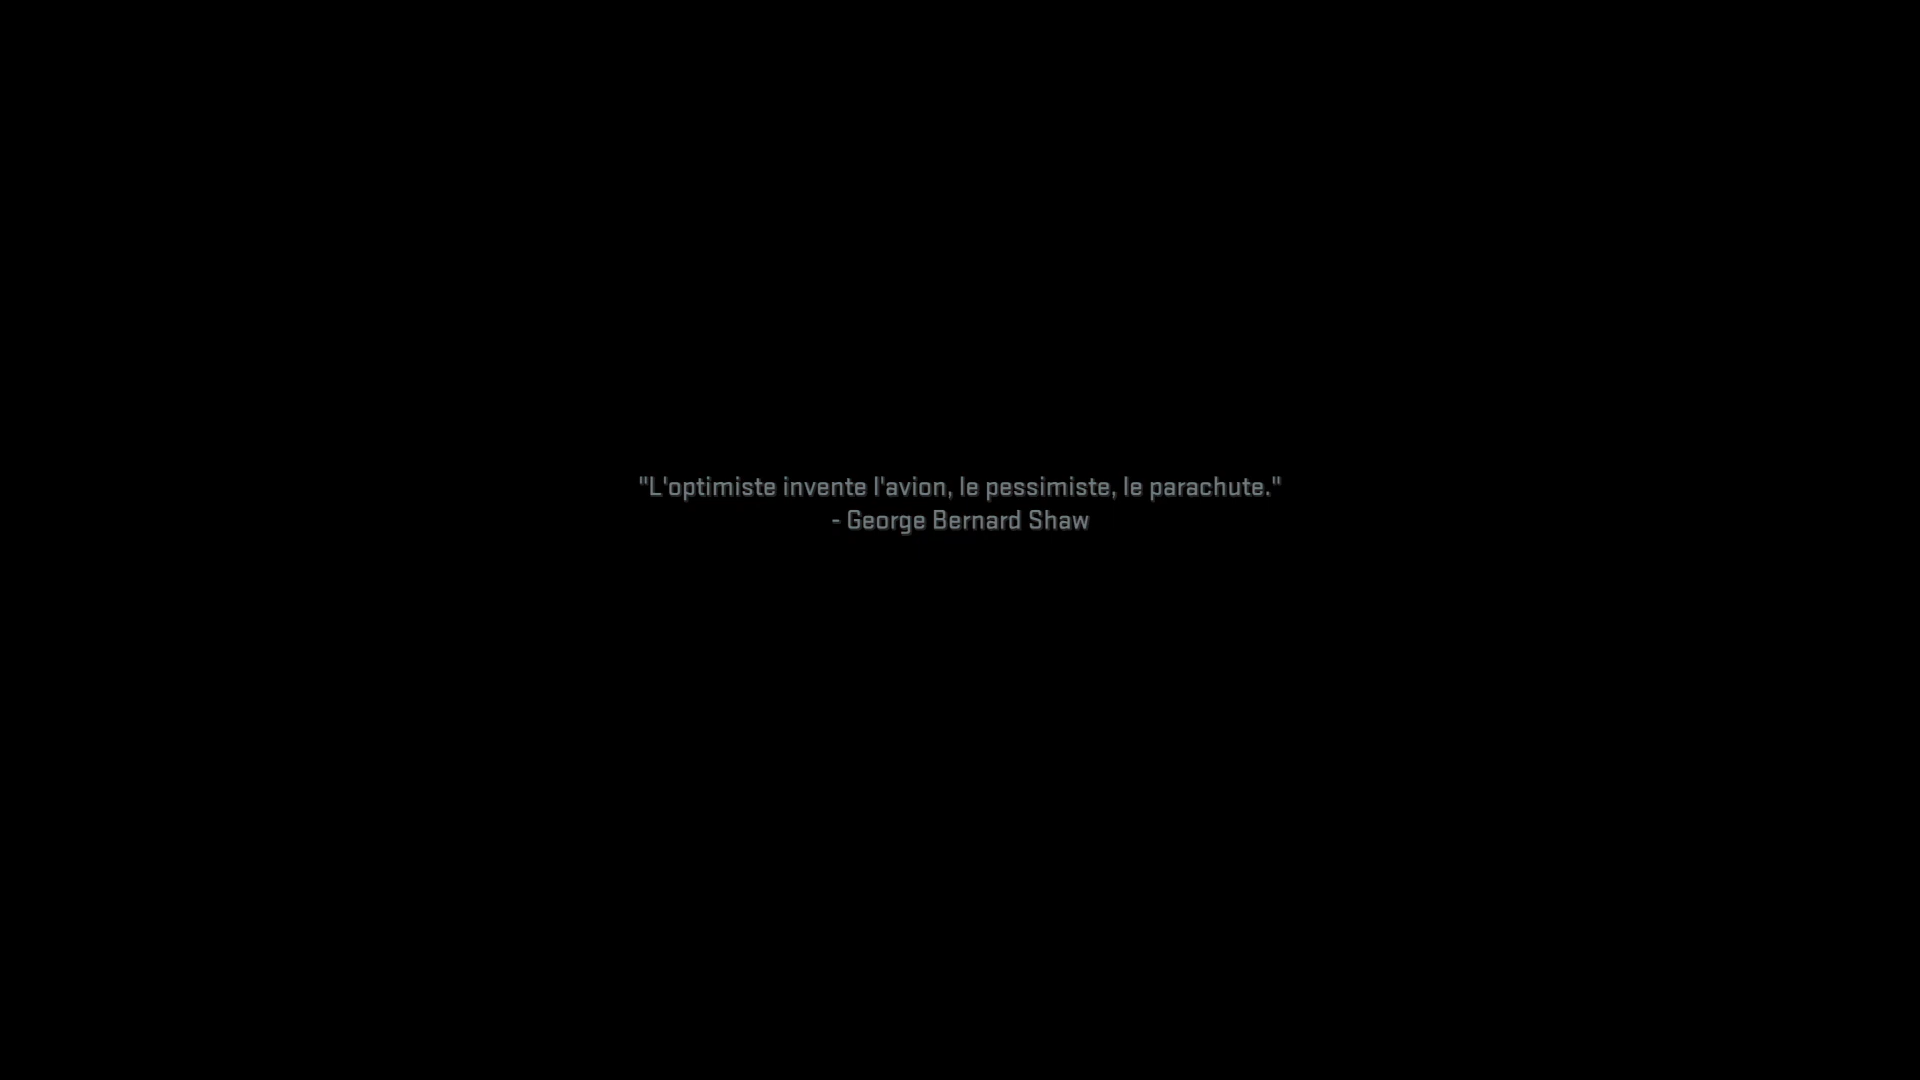 "L'optimiste invente l'avion, le pessimiste, le parachute."
- George Bernard Shaw